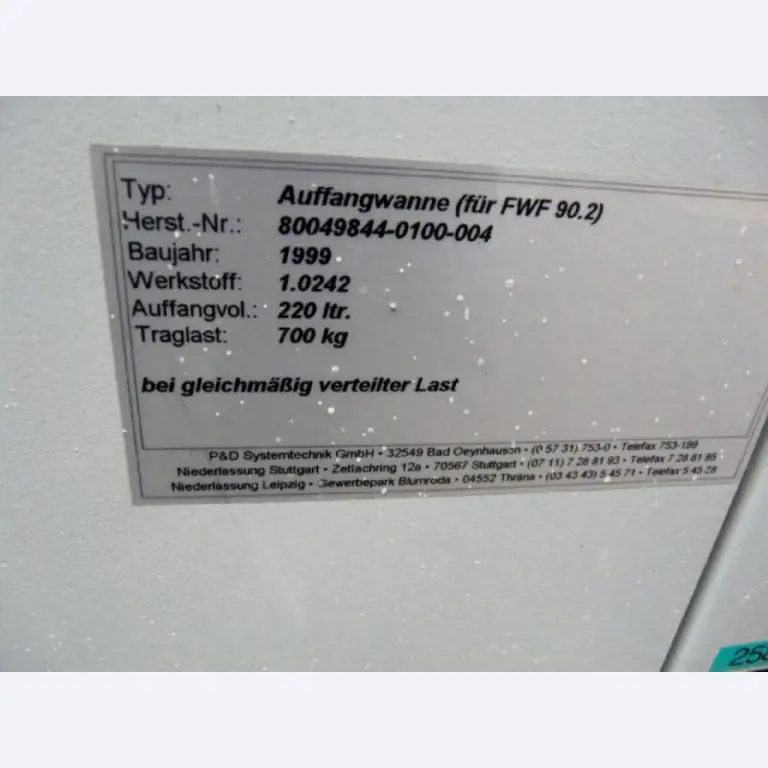 Typ: Auffangwanne (für FWF 90.2)
Herst.-Nr.: 80049844-0100-004
Baujahr: 1999
Werkstoff: 1.0242
Auffangvol.: 220 ltr.
Traglast: 700 kg
bei gleichmäßig verteilter Last
P&D Systemtechnik GmbH • 32549 Bad Oeynhausen • (0 57 31) 753-0 • Telefax 753-199
Niederlassung Stuttgart • Zettachring 12a • 70567 Stuttgart • (07 11) 7 28 81 93 • Telefax 7 28 81 95
Niederlassung Leipzig • Gewerbepark Blumroda • 04552 Thräna • (03 43 43) 5 45 71 • Telefax 5 45 28